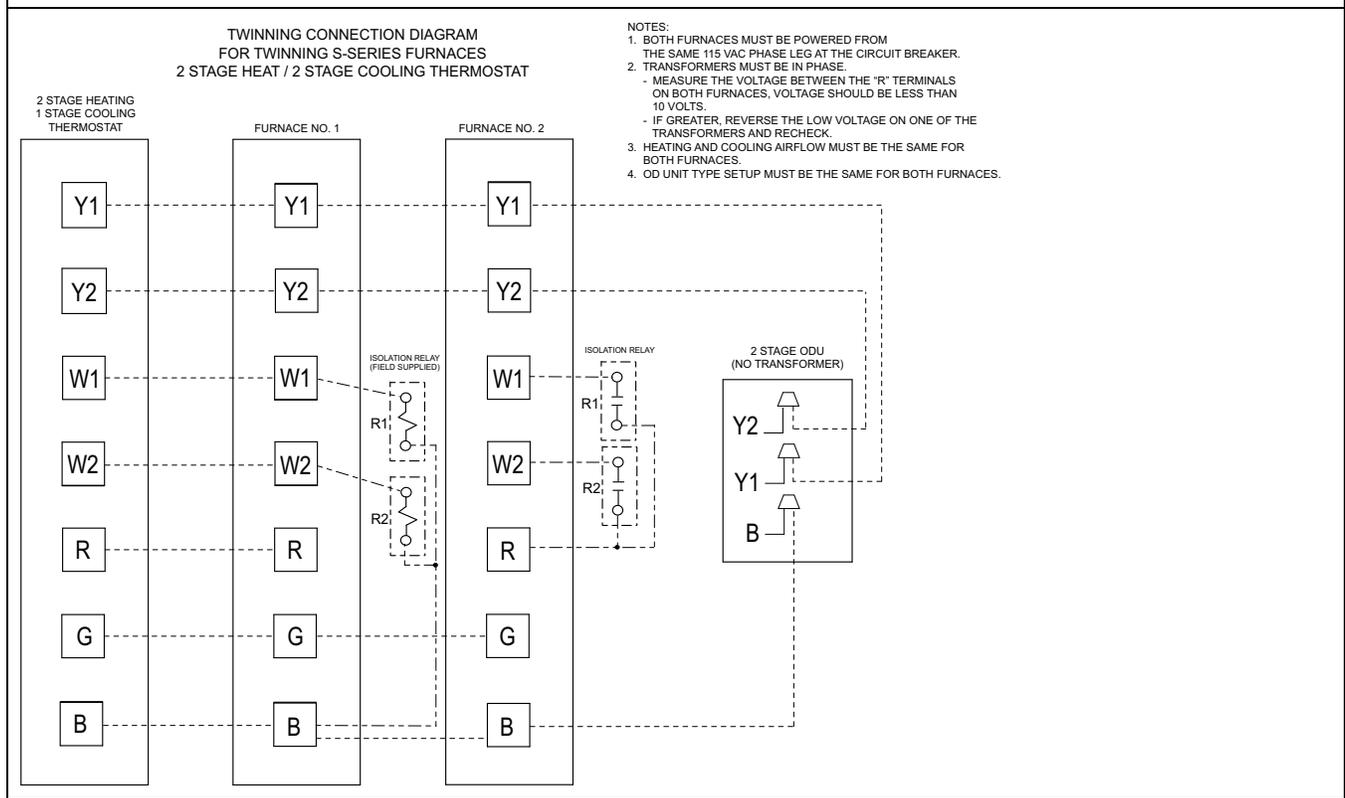 TWINNING CONNECTION DIAGRAM
FOR TWINNING S-SERIES FURNACES
2 STAGE HEAT / 2 STAGE COOLING THERMOSTAT
NOTES:
1. BOTH FURNACES MUST BE POWERED FROM
THE SAME 115 VAC PHASE LEG AT THE CIRCUIT BREAKER.
2. TRANSFORMERS MUST BE IN PHASE.
- MEASURE THE VOLTAGE BETWEEN THE “R” TERMINALS
ON BOTH FURNACES, VOLTAGE SHOULD BE LESS THAN
10 VOLTS.
- IF GREATER, REVERSE THE LOW VOLTAGE ON ONE OF THE
TRANSFORMERS AND RECHECK.
3. HEATING AND COOLING AIRFLOW MUST BE THE SAME FOR
BOTH FURNACES.
4. OD UNIT TYPE SETUP MUST BE THE SAME FOR BOTH FURNACES.
2 STAGE HEATING
1 STAGE COOLING
THERMOSTAT
Y1
Y2
W1
W2
R
G
B
FURNACE NO. 1
Y1
Y2
W1
W2
R
G
B
ISOLATION RELAY
(FIELD SUPPLIED)
R1
R2
FURNACE NO. 2
Y1
Y2
W1
W2
R
G
B
ISOLATION RELAY
R1
R2
2 STAGE ODU
(NO TRANSFORMER)
Y2
Y1
B